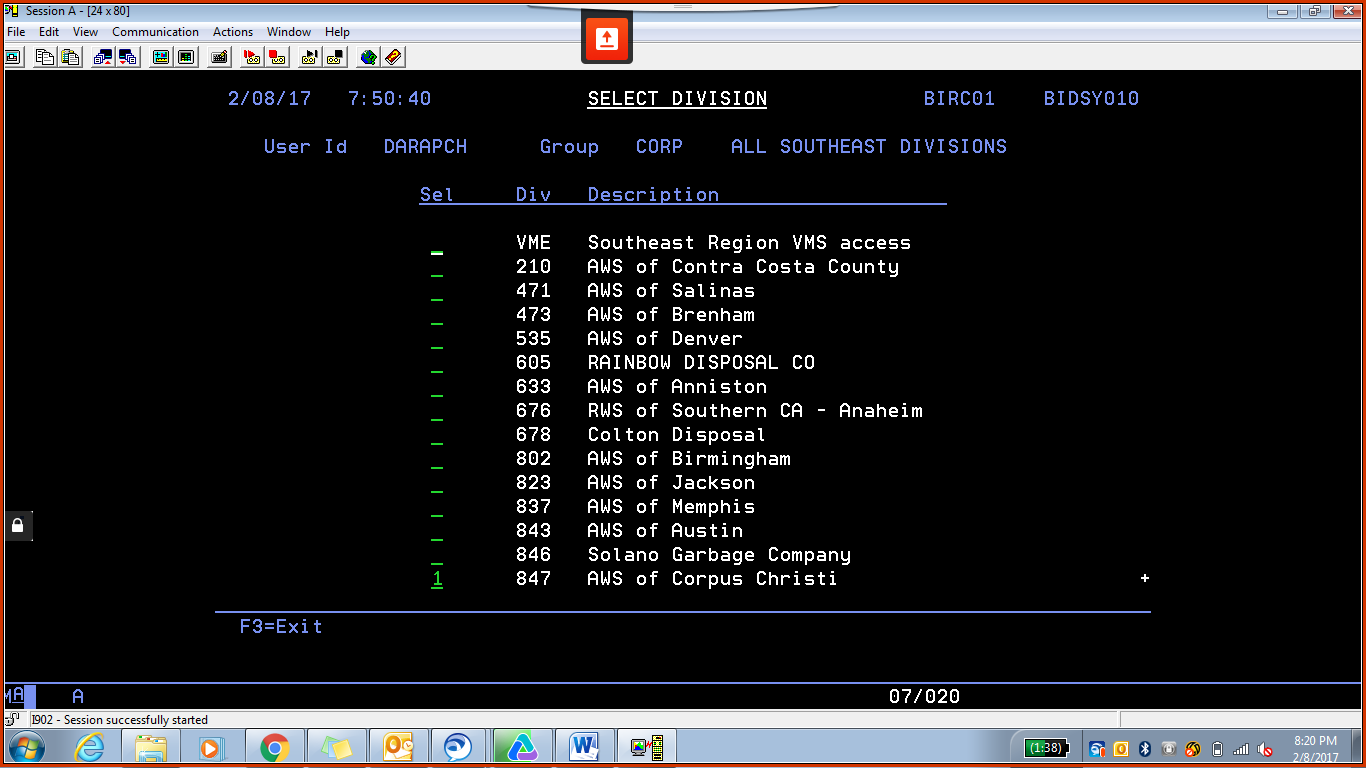 Session A - [24 x 80]
File Edit View Communication Actions Window Help
2/08/17 7:50:40 SELECT DIVISION BIRC01 BIDSY010
User Id DARAPCH Group CORP ALL SOUTHEAST DIVISIONS
Sel Div Description
_ VME Southeast Region VMS access
_ 210 AWS of Contra Costa County
_ 471 AWS of Salinas
_ 473 AWS of Brenham
_ 535 AWS of Denver
_ 605 RAINBOW DISPOSAL CO
_ 633 AWS of Anniston
_ 676 RWS of Southern CA - Anaheim
_ 678 Colton Disposal
_ 802 AWS of Birmingham
_ 823 AWS of Jackson
_ 837 AWS of Memphis
_ 843 AWS of Austin
_ 846 Solano Garbage Company
1 847 AWS of Corpus Christi +
F3=Exit
MA A 07/020
I902 - Session successfully started
(1:38) 8:20 PM
2/8/2017